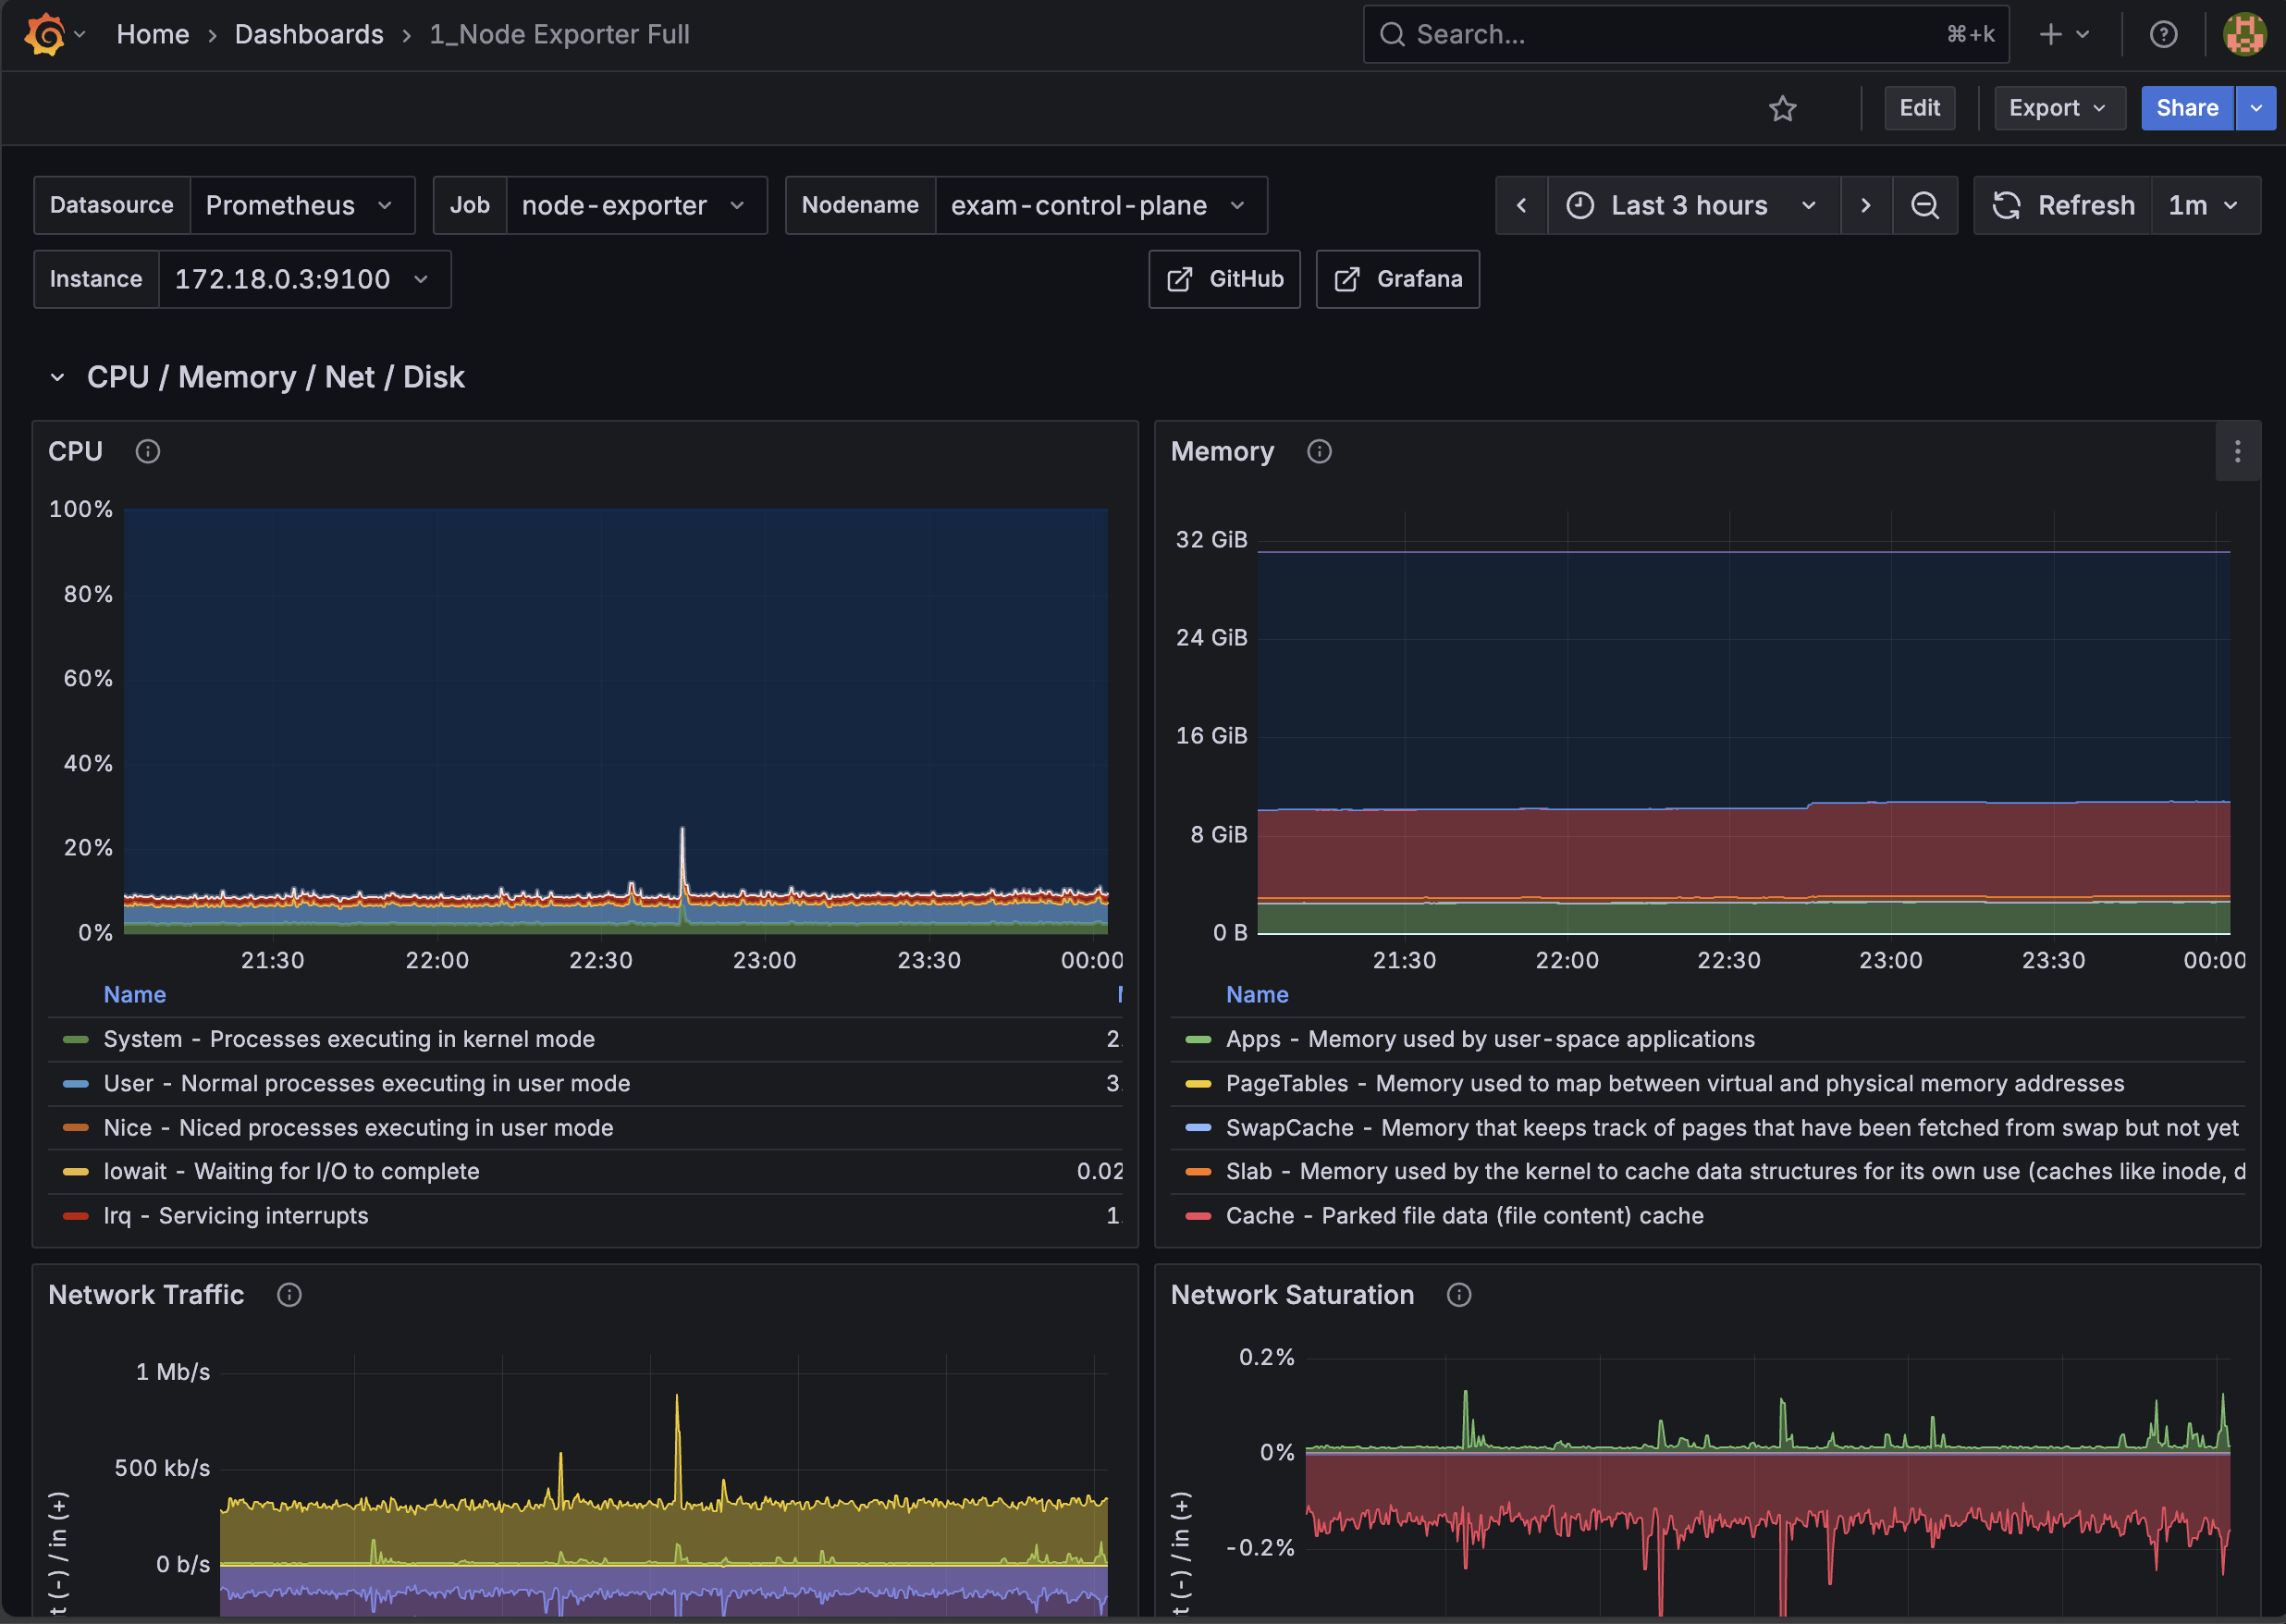 Home > Dashboards > 1_Node Exporter Full
Search...
⌘+k
Edit
Export
Share
Datasource Prometheus
Job node-exporter
Nodename exam-control-plane
Last 3 hours
Refresh 1m
Instance 172.18.0.3:9100
GitHub
Grafana
CPU / Memory / Net / Disk
CPU
100%
80%
60%
40%
20%
0%
21:30 22:00 22:30 23:00 23:30 00:00
Name
System - Processes executing in kernel mode 2.
User - Normal processes executing in user mode 3.
Nice - Niced processes executing in user mode
Iowait - Waiting for I/O to complete 0.02
Irq - Servicing interrupts 1.
Memory
32 GiB
24 GiB
16 GiB
8 GiB
0 B
21:30 22:00 22:30 23:00 23:30 00:00
Name
Apps - Memory used by user-space applications
PageTables - Memory used to map between virtual and physical memory addresses
SwapCache - Memory that keeps track of pages that have been fetched from swap but not yet
Slab - Memory used by the kernel to cache data structures for its own use (caches like inode, d
Cache - Parked file data (file content) cache
Network Traffic
1 Mb/s
500 kb/s
0 b/s
t (-) / in (+)
Network Saturation
0.2%
0%
-0.2%
t (-) / in (+)